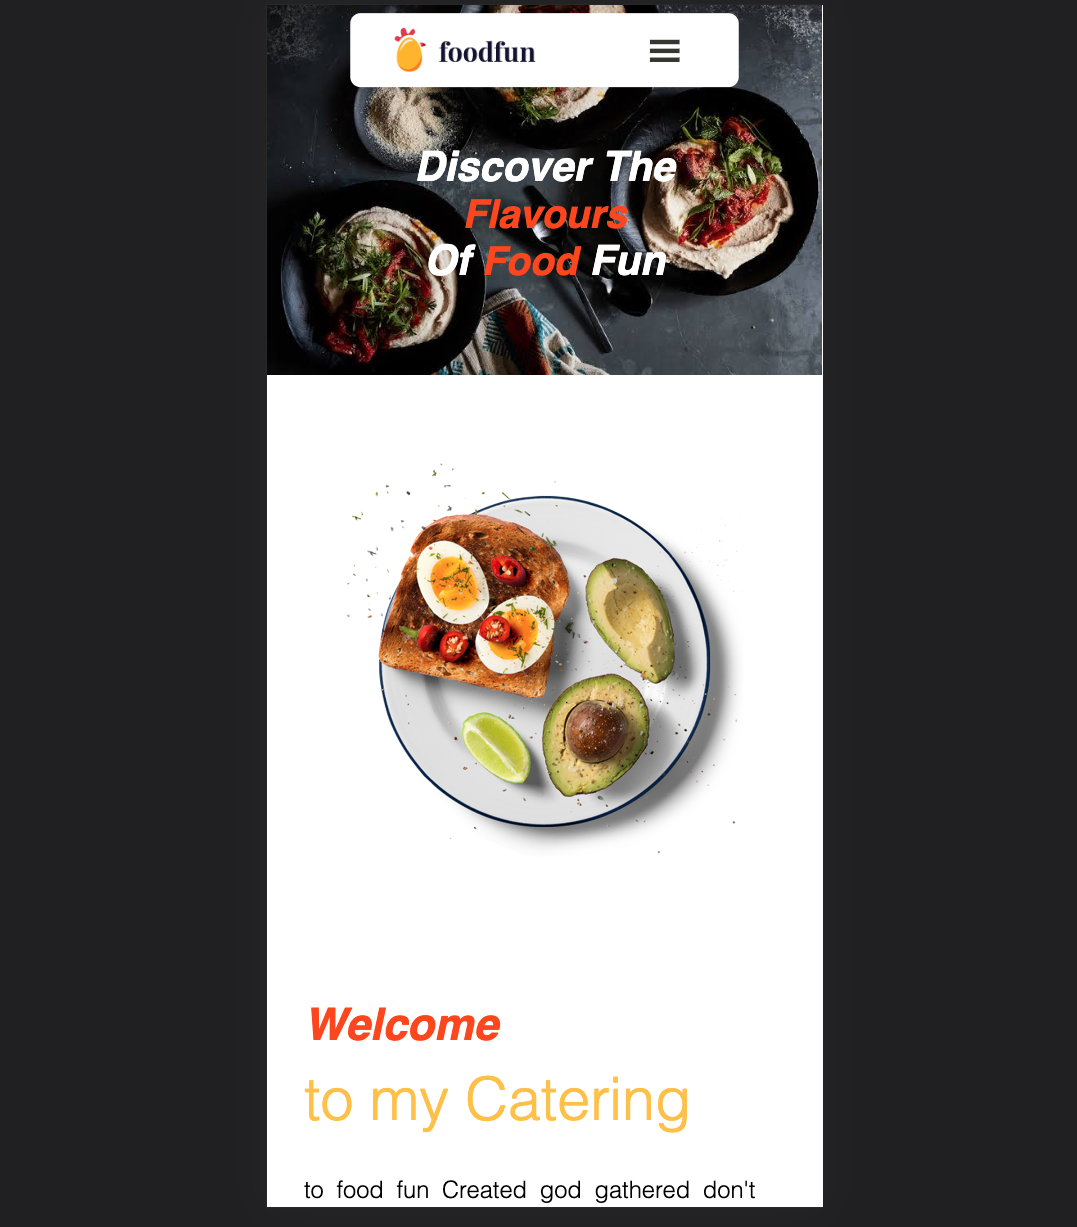 foodfun
Discover The
Flavours
Of Food Fun
Welcome
to my Catering
to food fun Created god gathered don't